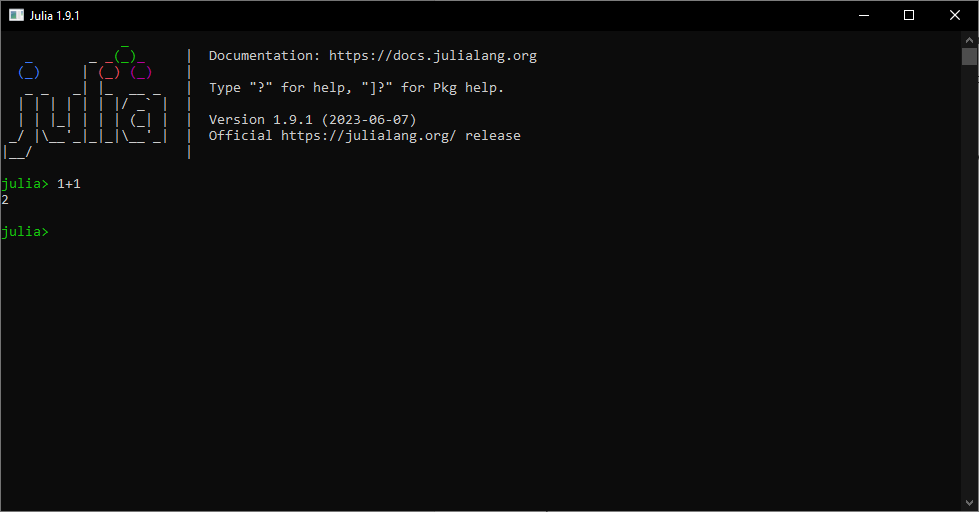 Julia 1.9.1
julia
Documentation: https://docs.julialang.org
Type "?" for help, "]?" for Pkg help.
Version 1.9.1 (2023-06-07)
Official https://julialang.org/ release
julia> 1+1
2
julia>